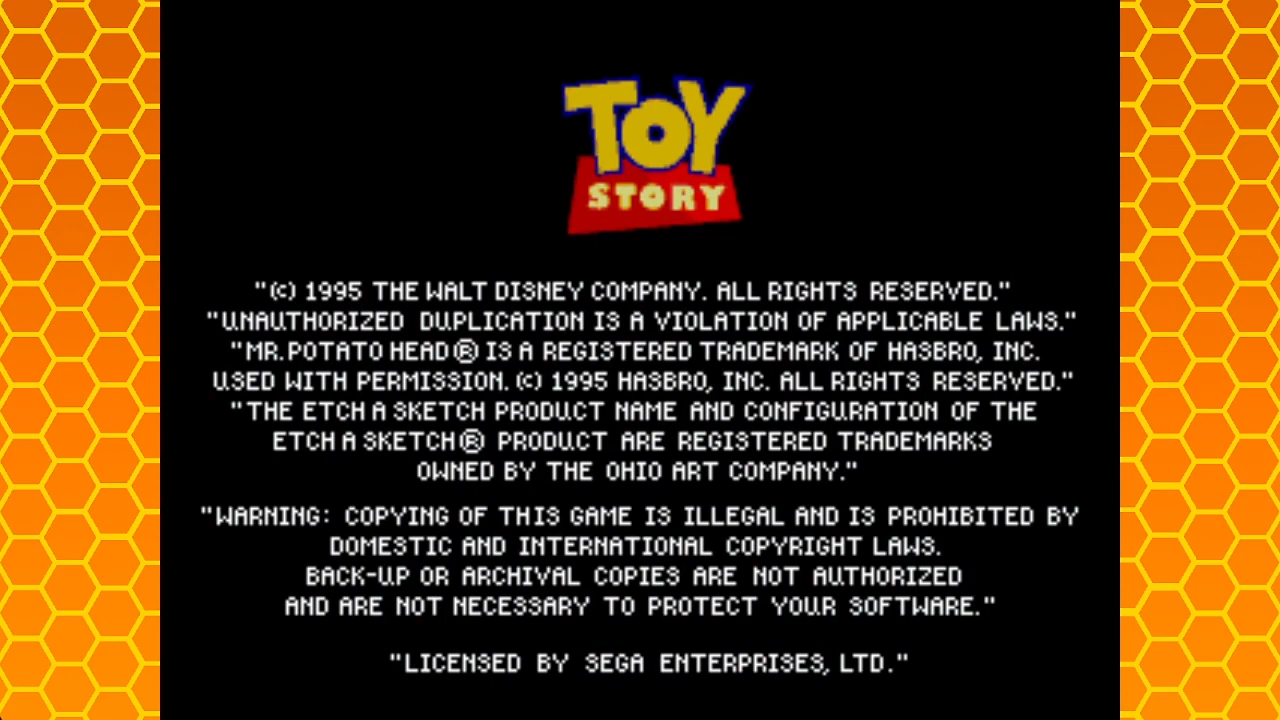 TOY
STORY
"(c) 1995 THE WALT DISNEY COMPANY. ALL RIGHTS RESERVED."
"UNAUTHORIZED DUPLICATION IS A VIOLATION OF APPLICABLE LAWS."
"MR. POTATO HEAD® IS A REGISTERED TRADEMARK OF HASBRO, INC.
USED WITH PERMISSION. (c) 1995 HASBRO, INC. ALL RIGHTS RESERVED."
"THE ETCH A SKETCH PRODUCT NAME AND CONFIGURATION OF THE
ETCH A SKETCH® PRODUCT ARE REGISTERED TRADEMARKS
OWNED BY THE OHIO ART COMPANY."
"WARNING: COPYING OF THIS GAME IS ILLEGAL AND IS PROHIBITED BY
DOMESTIC AND INTERNATIONAL COPYRIGHT LAWS.
BACK-UP OR ARCHIVAL COPIES ARE NOT AUTHORIZED
AND ARE NOT NECESSARY TO PROTECT YOUR SOFTWARE."
"LICENSED BY SEGA ENTERPRISES, LTD."